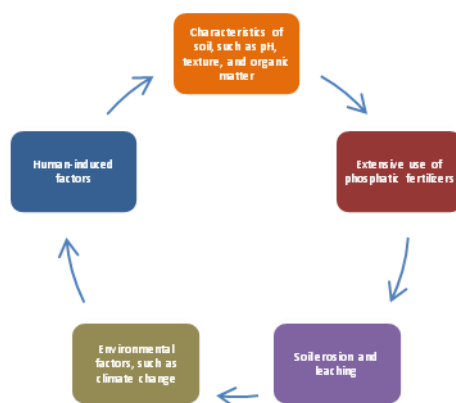 Characteristics of
soil, such as pH,
texture, and organic
matter
Extensive use of
phosphatic fertilizers
Soil erosion and
leaching
Environmental
factors, such as
climate change
Human-induced
factors